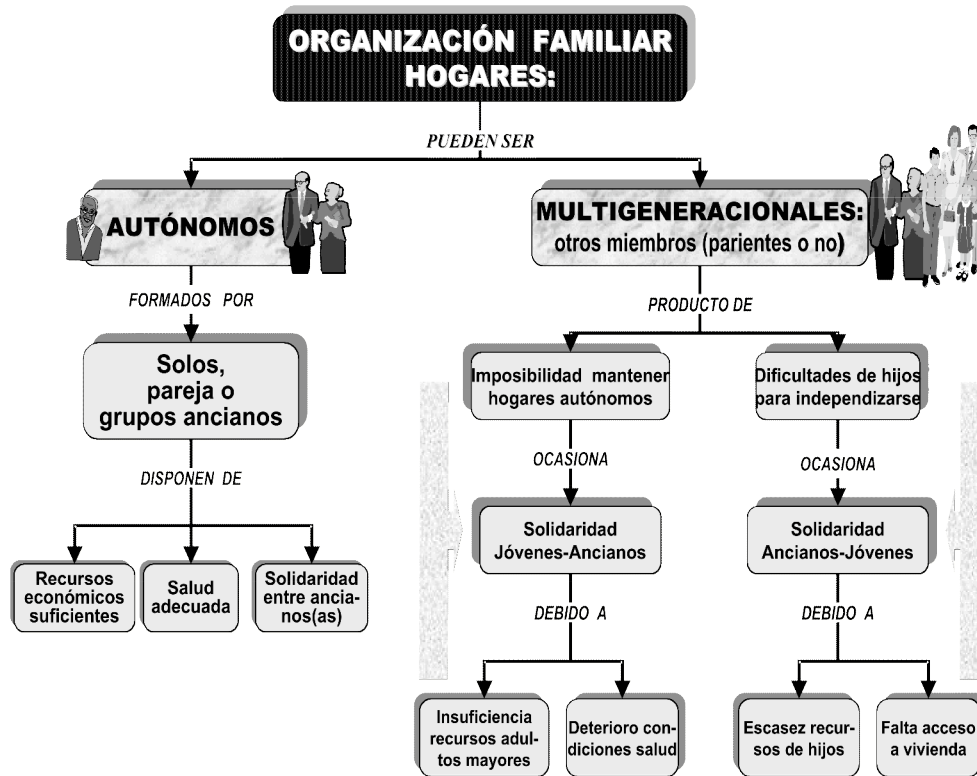 ORGANIZACIÓN FAMILIAR
HOGARES:
PUEDEN SER
AUTÓNOMOS
MULTIGENERACIONALES:
otros miembros (parientes o no)
FORMADOS POR
PRODUCTO DE
Solos,
pareja o
grupos ancianos
Imposibilidad mantener
hogares autónomos
Dificultades de hijos
para independizarse
DISPONEN DE
OCASIONA
OCASIONA
Solidaridad
Jóvenes-Ancianos
Solidaridad
Ancianos-Jóvenes
Recursos
económicos
suficientes
Salud
adecuada
Solidaridad
entre ancia-
nos(as)
DEBIDO A
DEBIDO A
Insuficiencia
recursos adul-
tos mayores
Deterioro con-
diciones salud
Escasez recur-
sos de hijos
Falta acceso
a vivienda